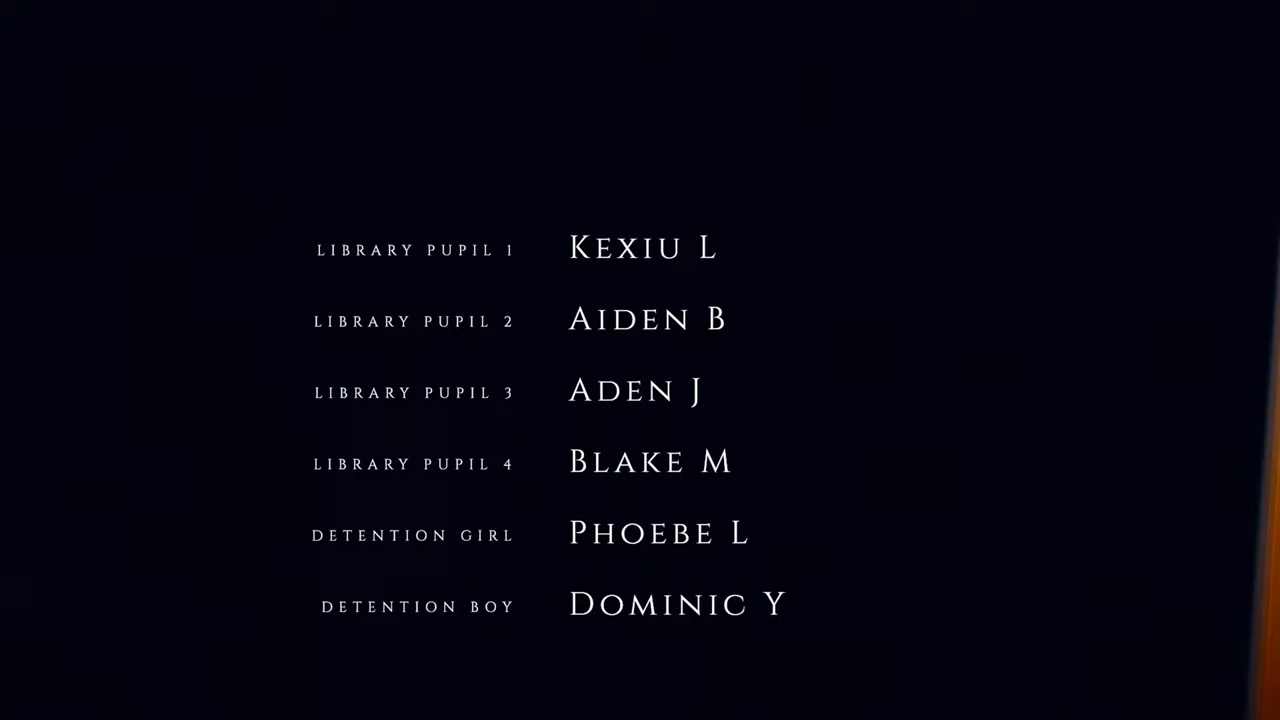 LIBRARY PUPIL 1 KEXIU L
LIBRARY PUPIL 2 AIDEN B
LIBRARY PUPIL 3 ADEN J
LIBRARY PUPIL 4 BLAKE M
DETENTION GIRL PHOEBE L
DETENTION BOY DOMINIC Y